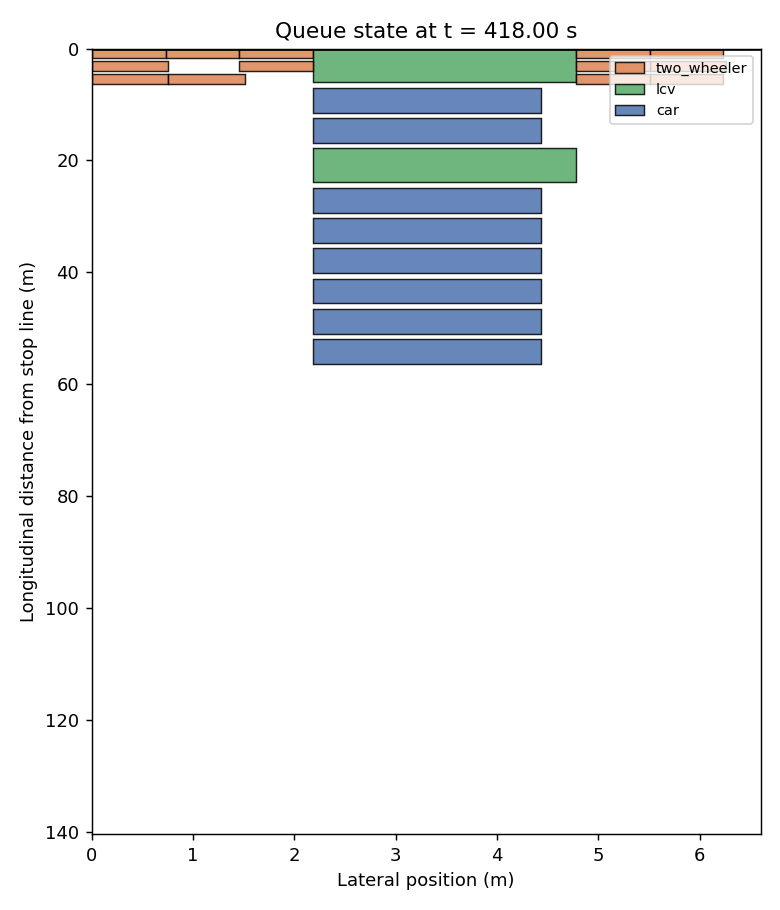 Queue state at t = 418.00 s
two_wheeler
lcv
car
0
20
40
60
80
100
120
140
Longitudinal distance from stop line (m)
0 1 2 3 4 5 6
Lateral position (m)